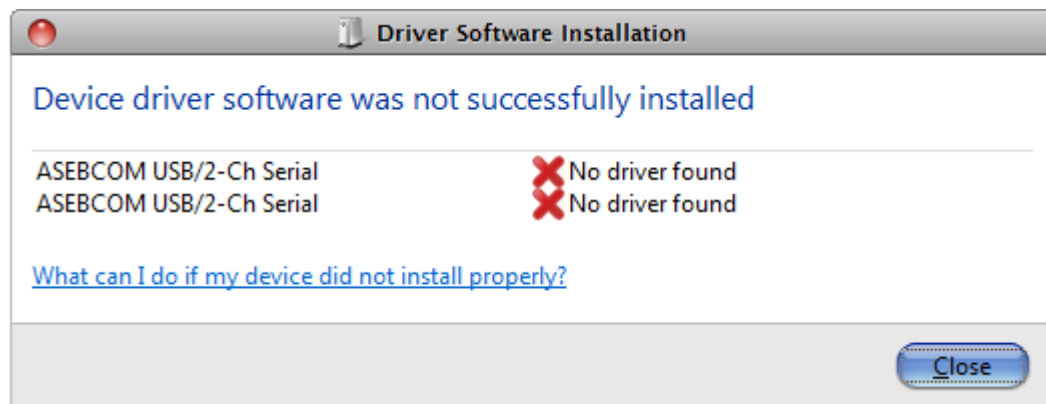 Driver Software Installation
Device driver software was not successfully installed
ASEBCOM USB/2-Ch Serial No driver found
ASEBCOM USB/2-Ch Serial No driver found
What can I do if my device did not install properly?
Close